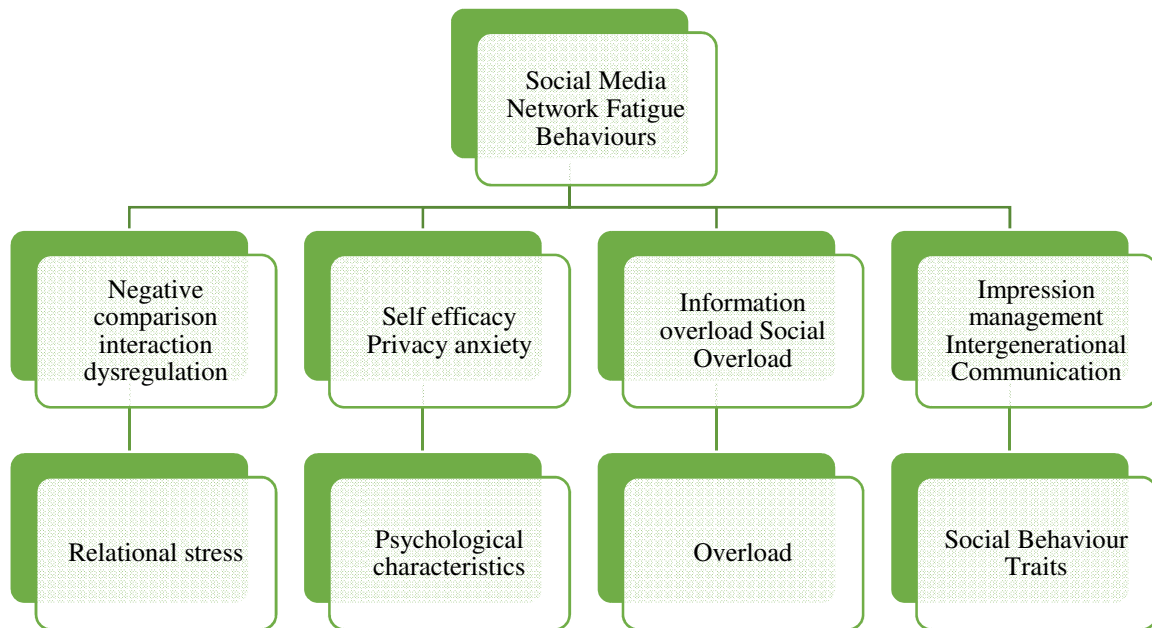 Social Media
Network Fatigue
Behaviours
Negative
comparison
interaction
dysregulation
Self efficacy
Privacy anxiety
Information
overload Social
Overload
Impression
management
Intergenerational
Communication
Relational stress
Psychological
characteristics
Overload
Social Behaviour
Traits